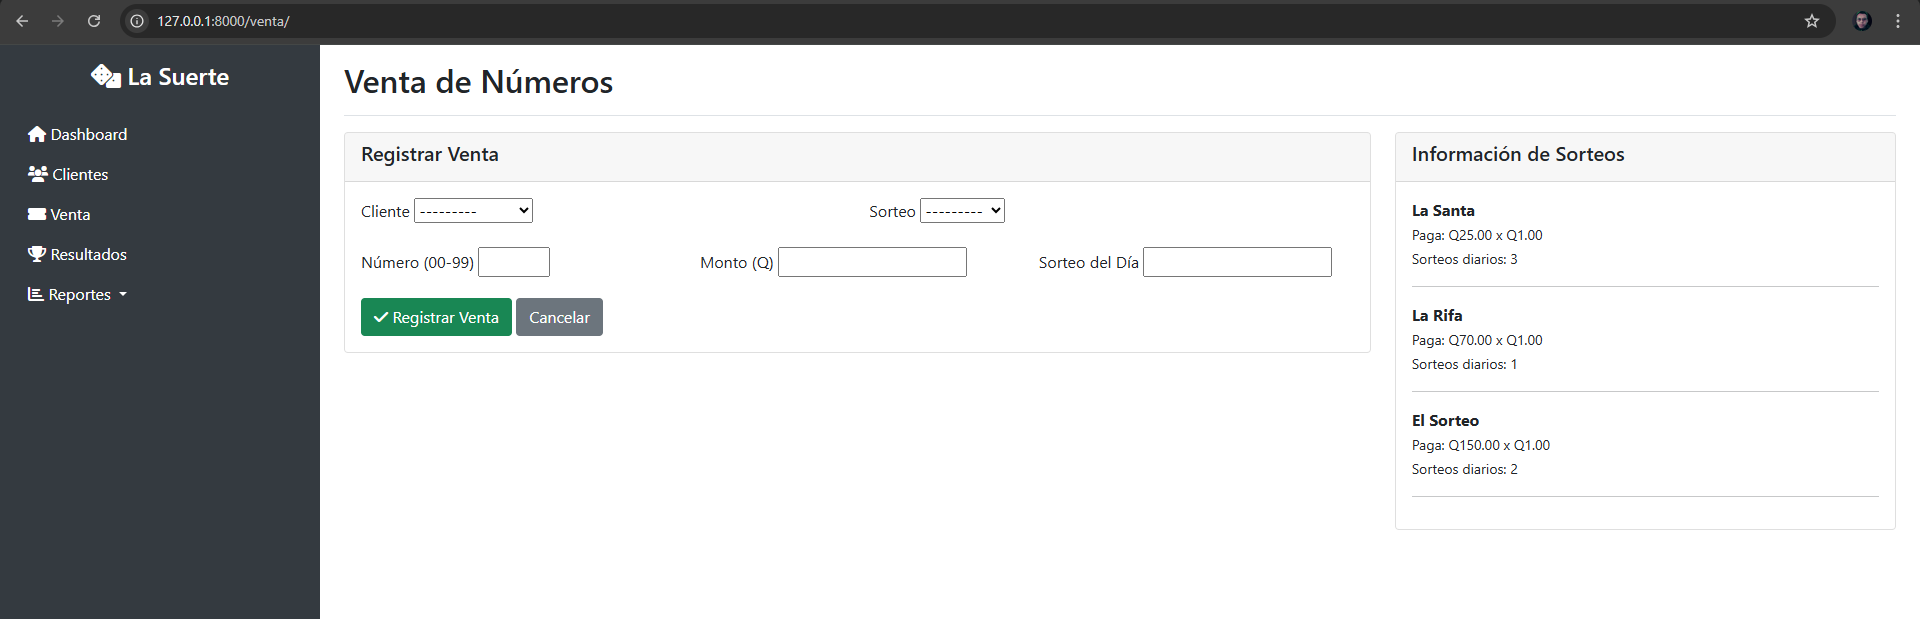 127.0.0.1:8000/venta/
La Suerte
Dashboard
Clientes
Venta
Resultados
Reportes
Venta de Números
Registrar Venta
Cliente ---------
Sorteo ---------
Número (00-99)
Monto (Q)
Sorteo del Día
Registrar Venta
Cancelar
Información de Sorteos
La Santa
Paga: Q25.00 x Q1.00
Sorteos diarios: 3
La Rifa
Paga: Q70.00 x Q1.00
Sorteos diarios: 1
El Sorteo
Paga: Q150.00 x Q1.00
Sorteos diarios: 2